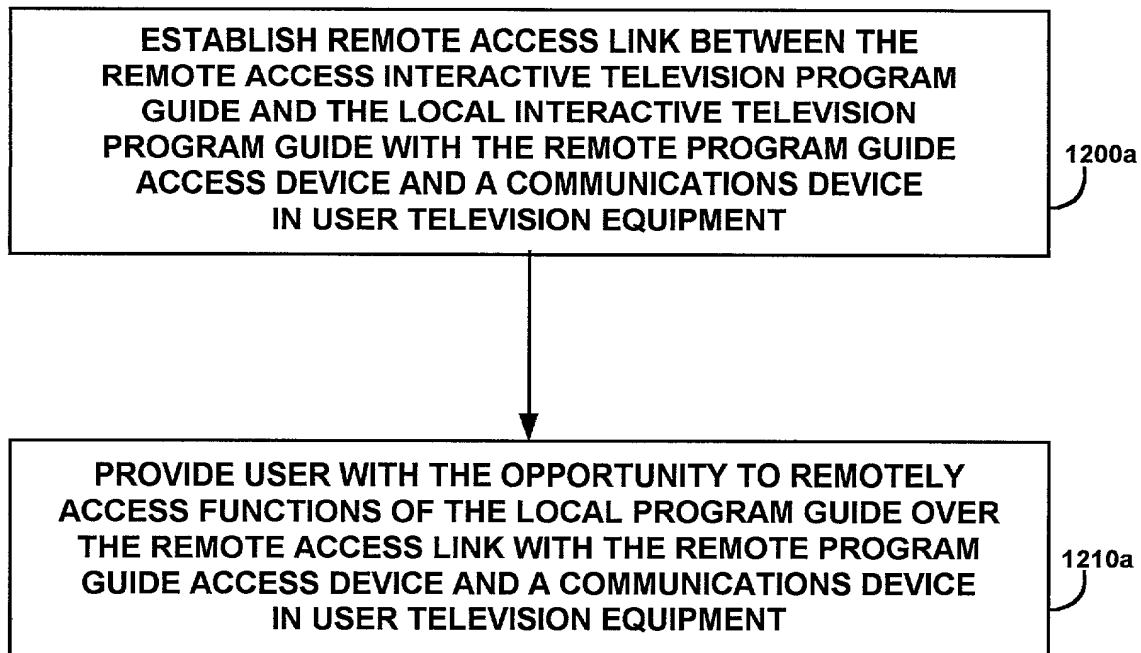 ESTABLISH REMOTE ACCESS LINK BETWEEN THE
REMOTE ACCESS INTERACTIVE TELEVISION PROGRAM
GUIDE AND THE LOCAL INTERACTIVE TELEVISION
PROGRAM GUIDE WITH THE REMOTE PROGRAM GUIDE
ACCESS DEVICE AND A COMMUNICATIONS DEVICE
IN USER TELEVISION EQUIPMENT
1200a
PROVIDE USER WITH THE OPPORTUNITY TO REMOTELY
ACCESS FUNCTIONS OF THE LOCAL PROGRAM GUIDE OVER
THE REMOTE ACCESS LINK WITH THE REMOTE PROGRAM
GUIDE ACCESS DEVICE AND A COMMUNICATIONS DEVICE
IN USER TELEVISION EQUIPMENT
1210a